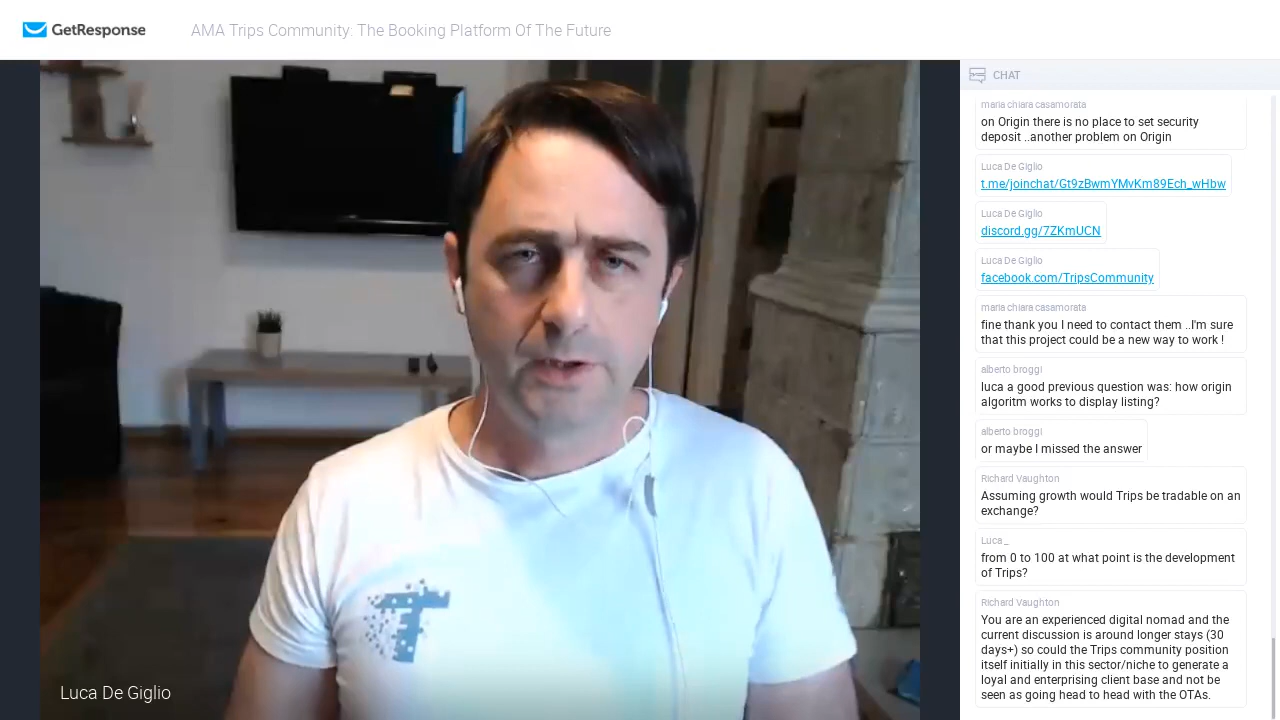 GetResponse
AMA Trips Community: The Booking Platform Of The Future
CHAT
maria chiara casamorata
on Origin there is no place to set security
deposit ..another problem on Origin
Luca De Giglio
t.me/joinchat/Gt9zBwmYMvKm89Ech_wHbw
Luca De Giglio
discord.gg/7ZKmUCN
Luca De Giglio
facebook.com/TripsCommunity
maria chiara casamorata
fine thank you I need to contact them ..I'm sure
that this project could be a new way to work !
alberto broggi
luca a good previous question was: how origin
algoritm works to display listing?
alberto broggi
or maybe I missed the answer
Richard Vaughton
Assuming growth would Trips be tradable on an
exchange?
Luca _
from 0 to 100 at what point is the development
of Trips?
Richard Vaughton
You are an experienced digital nomad and the
current discussion is around longer stays (30
days+) so could the Trips community position
itself initially in this sector/niche to generate a
loyal and enterprising client base and not be
seen as going head to head with the OTAs.
T
Luca De Giglio